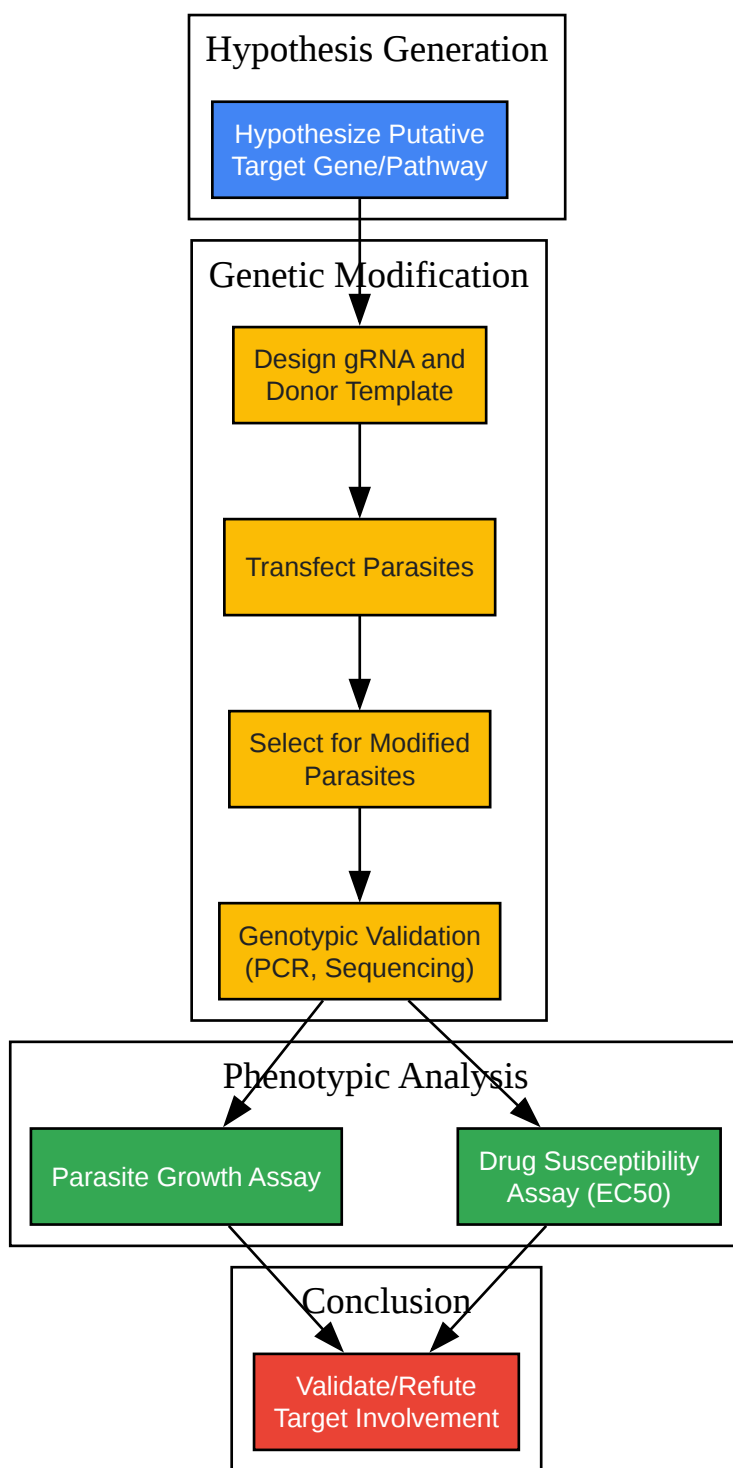 Hypothesis Generation
Hypothesize Putative
Target Gene/Pathway
Genetic Modification
Design gRNA and
Donor Template
Transfect Parasites
Select for Modified
Parasites
Genotypic Validation
(PCR, Sequencing)
Phenotypic Analysis
Parasite Growth Assay
Drug Susceptibility
Assay (EC50)
Conclusion
Validate/Refute
Target Involvement